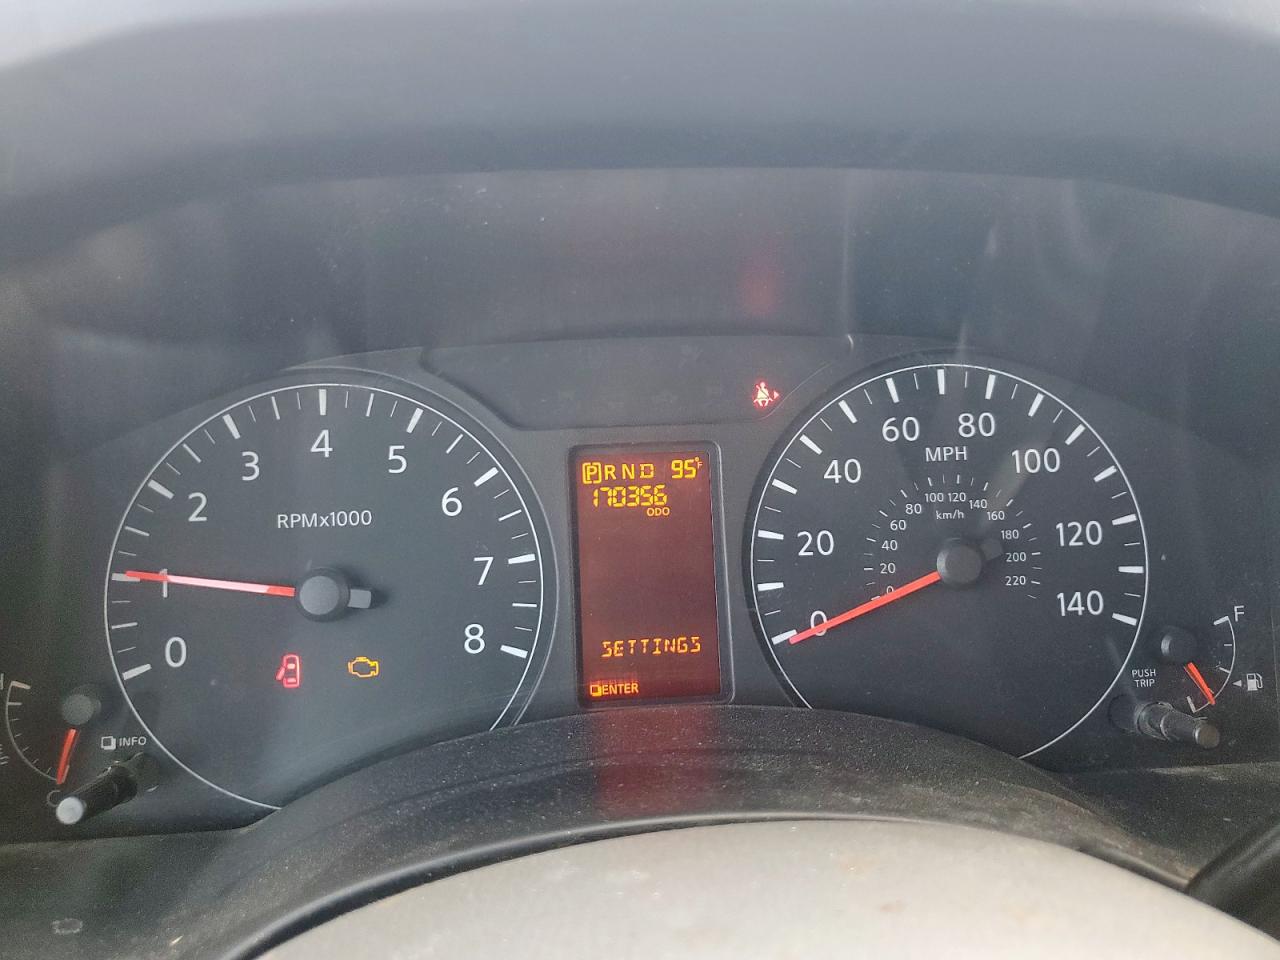 0 1 2 3 4 5 6 7 8
RPMx1000
P R N D 95°F
170356
ODO
SETTINGS
ENTER
0 20 40 60 80 100 120 140
MPH
0 20 40 60 80 100 120 140 160 180 200 220
km/h
INFO
C
F
PUSH
TRIP